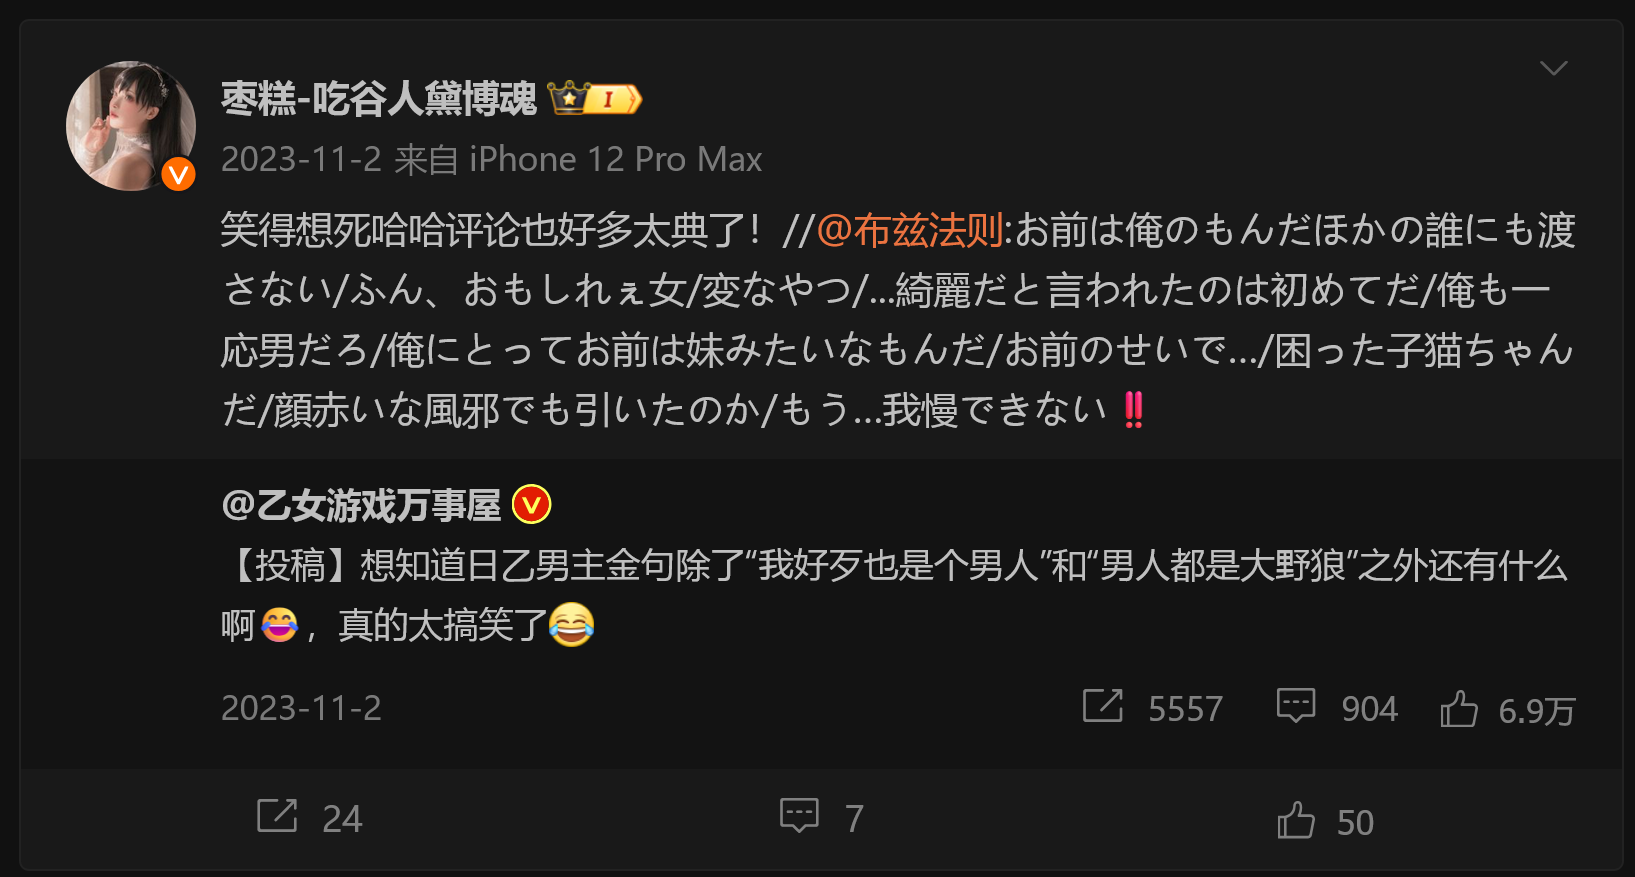 枣糕-吃谷人黛博魂
I
2023-11-2 来自 iPhone 12 Pro Max
笑得想死哈哈评论也好多太典了！//@布兹法则:お前は俺のもんだほかの誰にも渡
さない/ふん、おもしれぇ女/変なやつ/...綺麗だと言われたのは初めてだ/俺も一
応男だろ/俺にとってお前は妹みたいなもんだ/お前のせいで.../困った子猫ちゃん
だ/顔赤いな風邪でも引いたのか/もう...我慢できない‼
@乙女游戏万事屋
【投稿】想知道日乙男主金句除了“我好歹也是个男人”和“男人都是大野狼”之外还有什么
啊😂，真的太搞笑了😂
2023-11-2 5557 904 6.9万
24 7 50